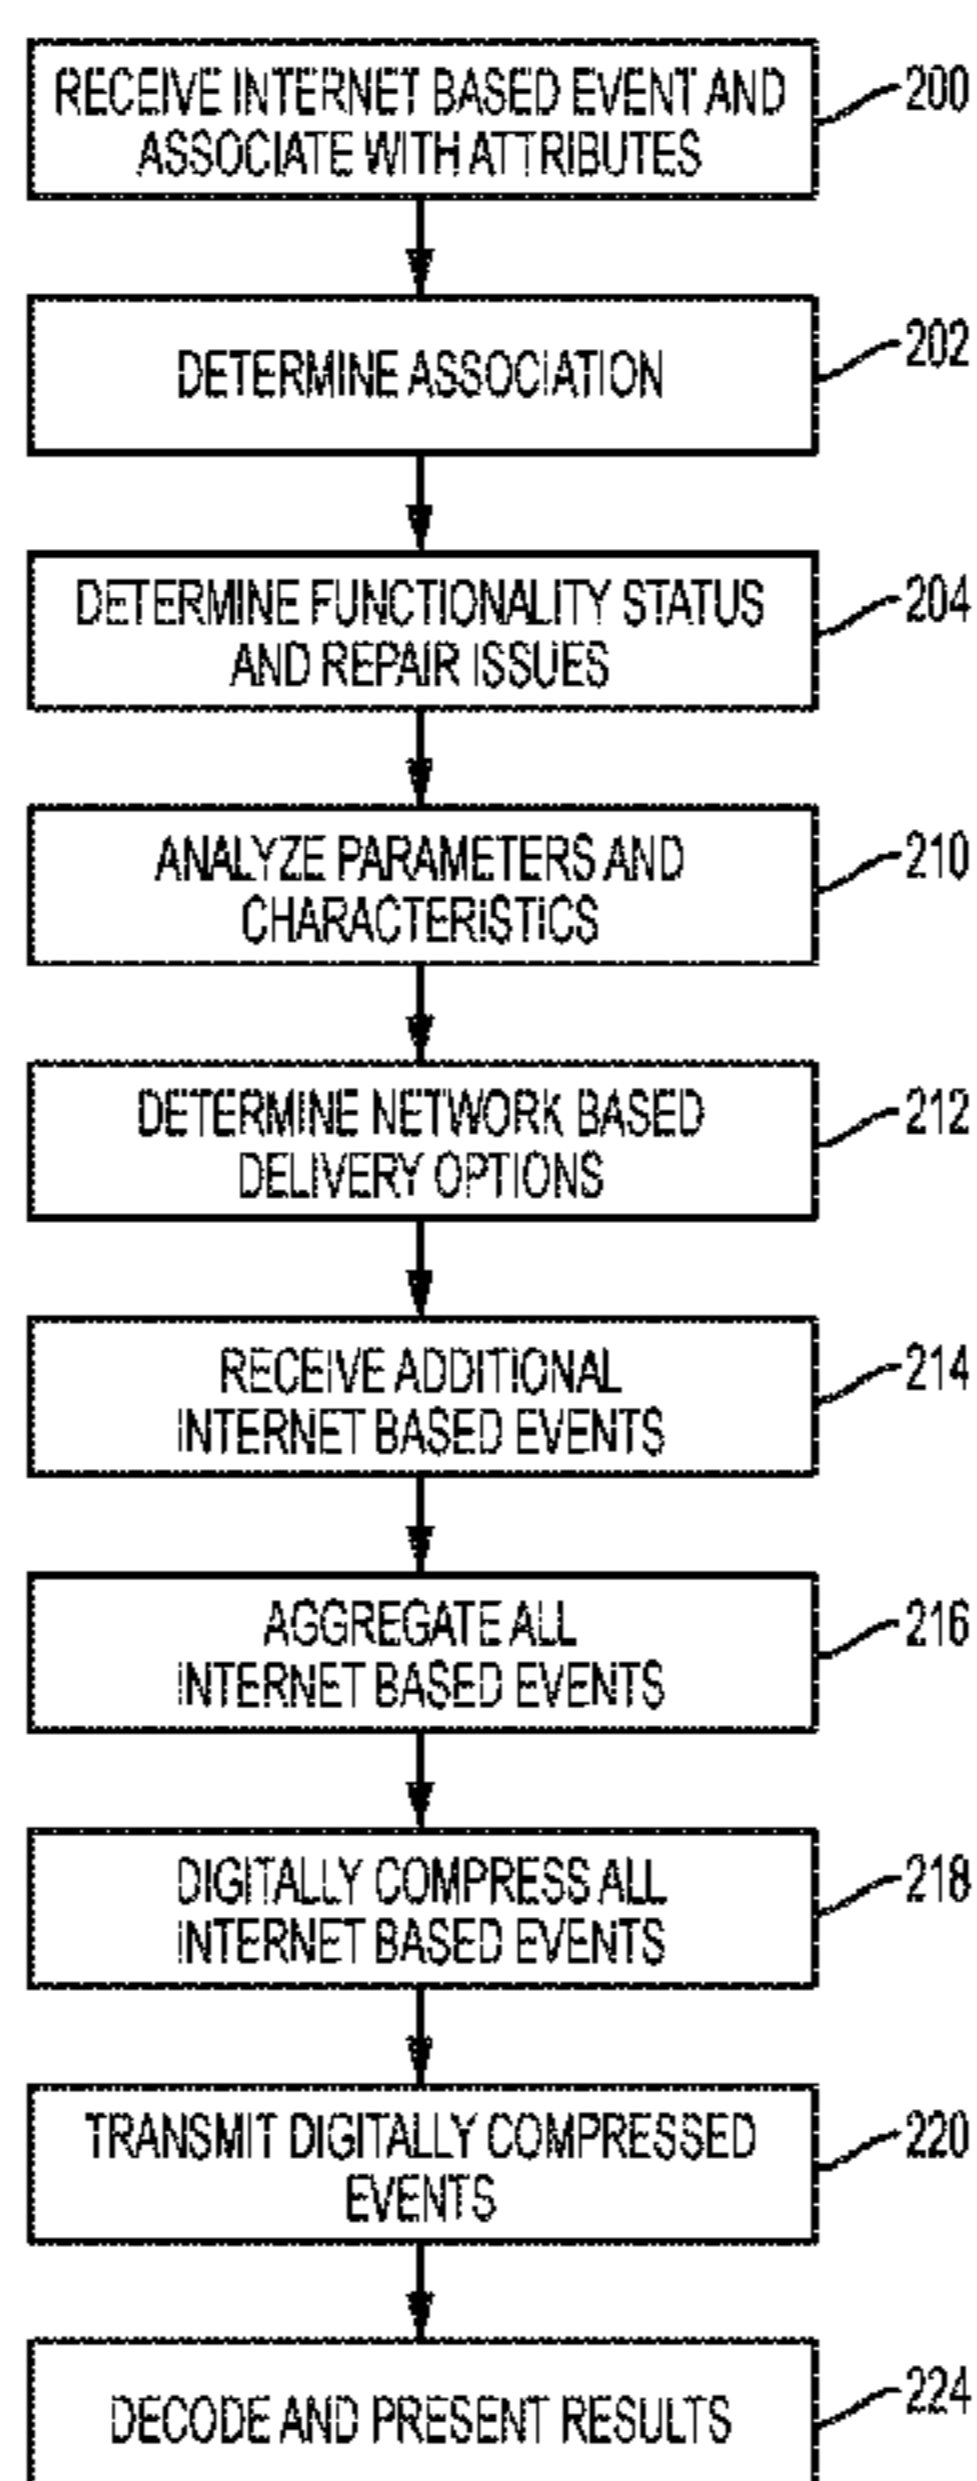 RECEIVE INTERNET BASED EVENT AND
ASSOCIATE WITH ATTRIBUTES
200
DETERMINE ASSOCIATION
202
DETERMINE FUNCTIONALITY STATUS
AND REPAIR ISSUES
204
ANALYZE PARAMETERS AND
CHARACTERISTICS
210
DETERMINE NETWORK BASED
DELIVERY OPTIONS
212
RECEIVE ADDITIONAL
INTERNET BASED EVENTS
214
AGGREGATE ALL
INTERNET BASED EVENTS
216
DIGITALLY COMPRESS ALL
INTERNET BASED EVENTS
218
TRANSMIT DIGITALLY COMPRESSED
EVENTS
220
DECODE AND PRESENT RESULTS
224